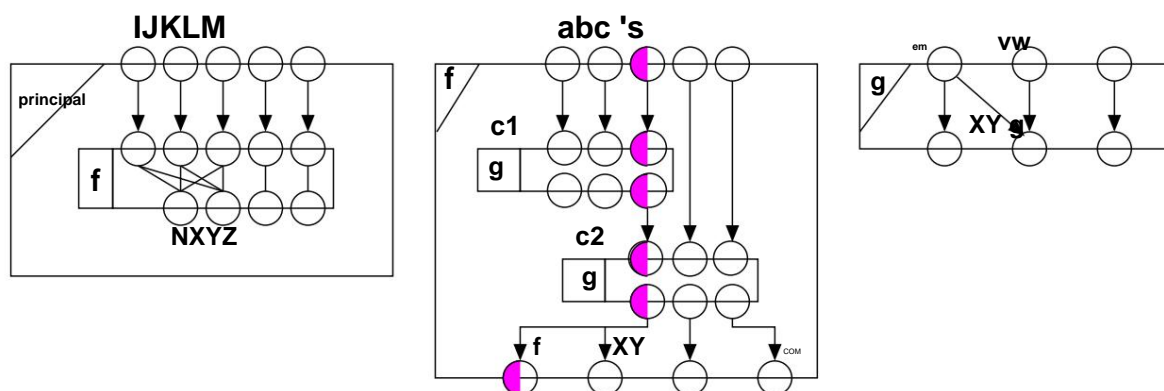 IJKLM
principal
f
NXYZ
abc 's
f
c1
g
c2
g
f XY COM
em vw
g
XY g